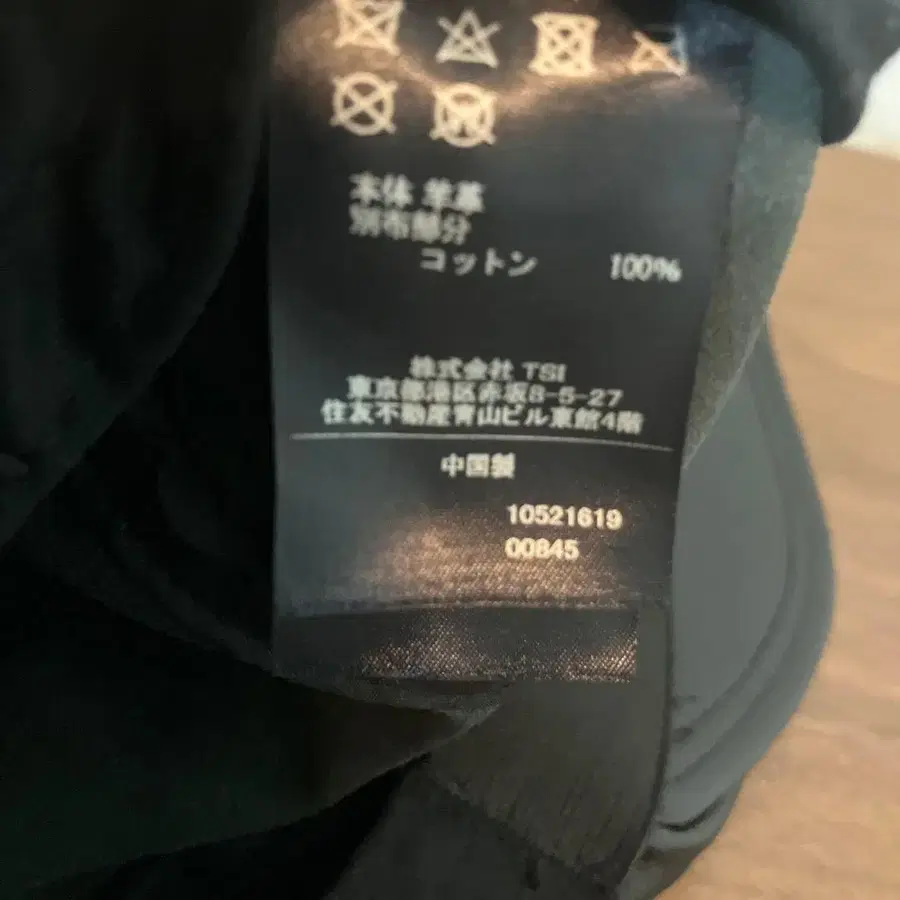 本体 羊革
別布部分
コットン 100%
株式会社 TSI
東京都港区赤坂8-5-27
住友不動産青山ビル東館4階
中国製
10521619
00845